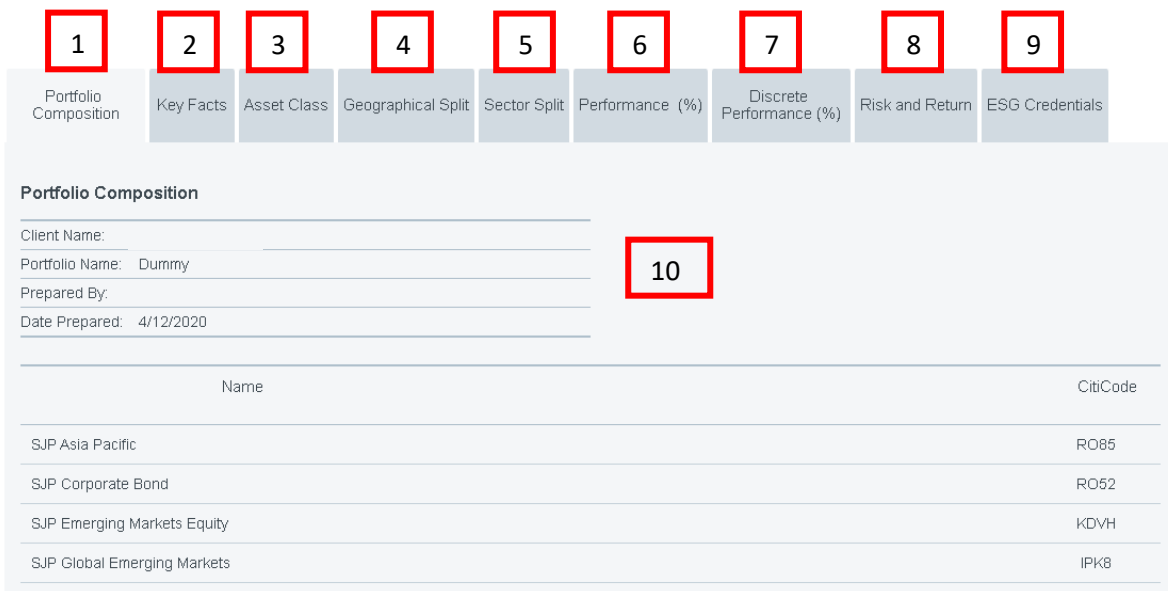 1 2 3 4 5 6 7 8 9
Portfolio Composition Key Facts Asset Class Geographical Split Sector Split Performance (%) Discrete Performance (%) Risk and Return ESG Credentials
Portfolio Composition
Client Name:
Portfolio Name: Dummy
10
Prepared By:
Date Prepared: 4/12/2020
Name CitiCode
SJP Asia Pacific RO85
SJP Corporate Bond RO52
SJP Emerging Markets Equity KDVH
SJP Global Emerging Markets IPK8